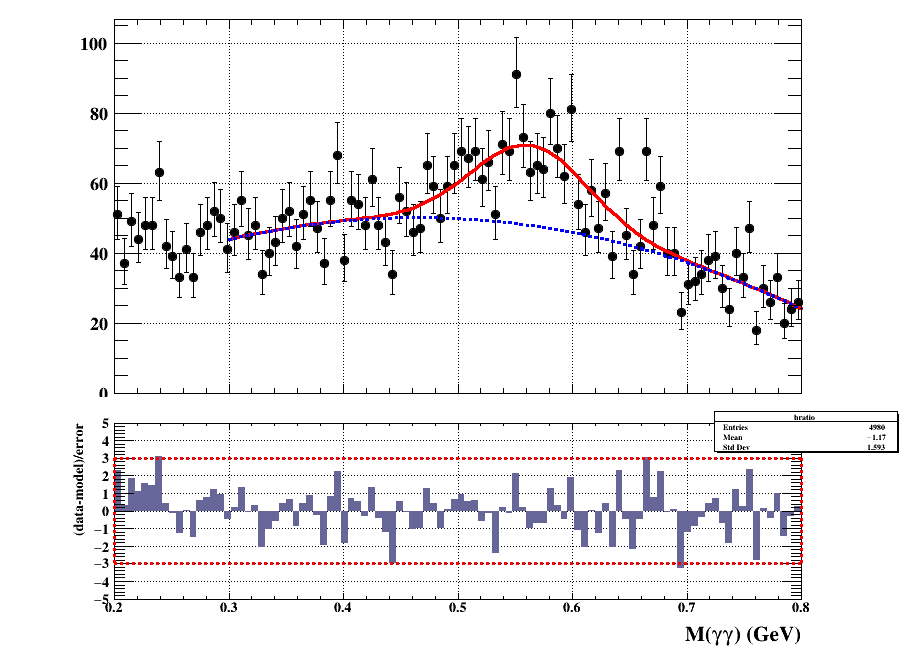 100
80
60
40
20
0
hratio
Entries 4980
Mean −1.17
Std Dev 1.593
(data-model)/error
5
4
3
2
1
0
−1
−2
−3
−4
−5
0.2 0.3 0.4 0.5 0.6 0.7 0.8
M(γγ) (GeV)